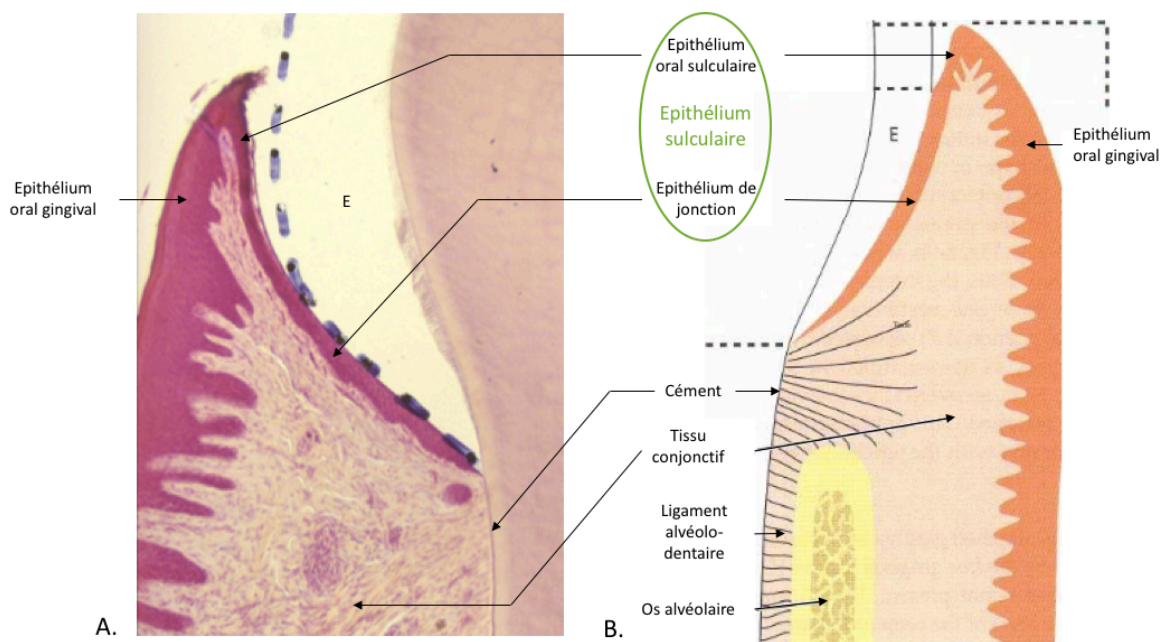 Epithélium
oral sulculaire
Epithélium
sulculaire
Epithélium de
jonction
Epithélium
oral gingival
E
E
Epithélium
oral gingival
Cément
Tissu
conjonctif
Ligament
alvéolo-
dentaire
Os alvéolaire
A.
B.